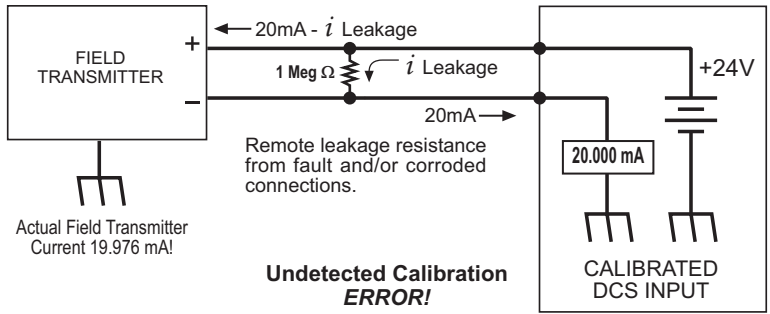 20mA - i Leakage
FIELD
TRANSMITTER
+
−
1 Meg Ω
i Leakage
20mA
+24V
20.000 mA
Remote leakage resistance
from fault and/or corroded
connections.
Actual Field Transmitter
Current 19.976 mA!
Undetected Calibration
ERROR!
CALIBRATED
DCS INPUT